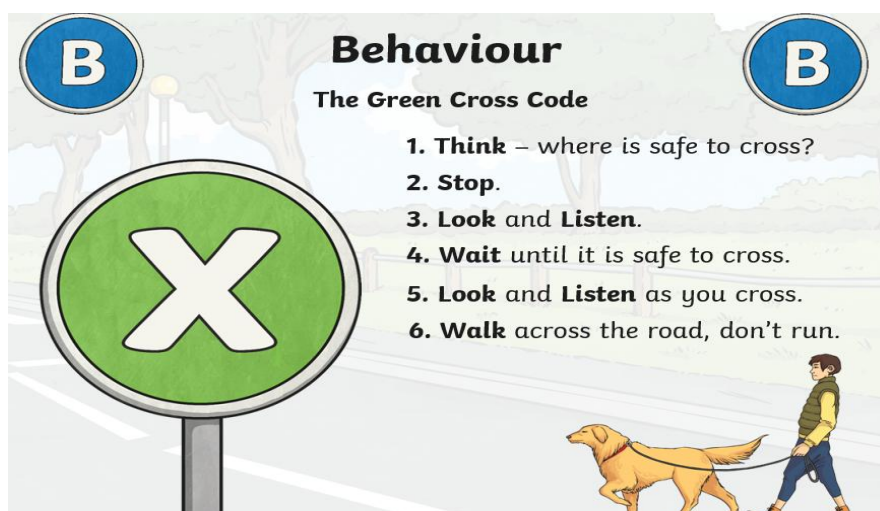 B
Behaviour
B
The Green Cross Code
1. Think – where is safe to cross?
2. Stop.
3. Look and Listen.
4. Wait until it is safe to cross.
5. Look and Listen as you cross.
6. Walk across the road, don't run.
X